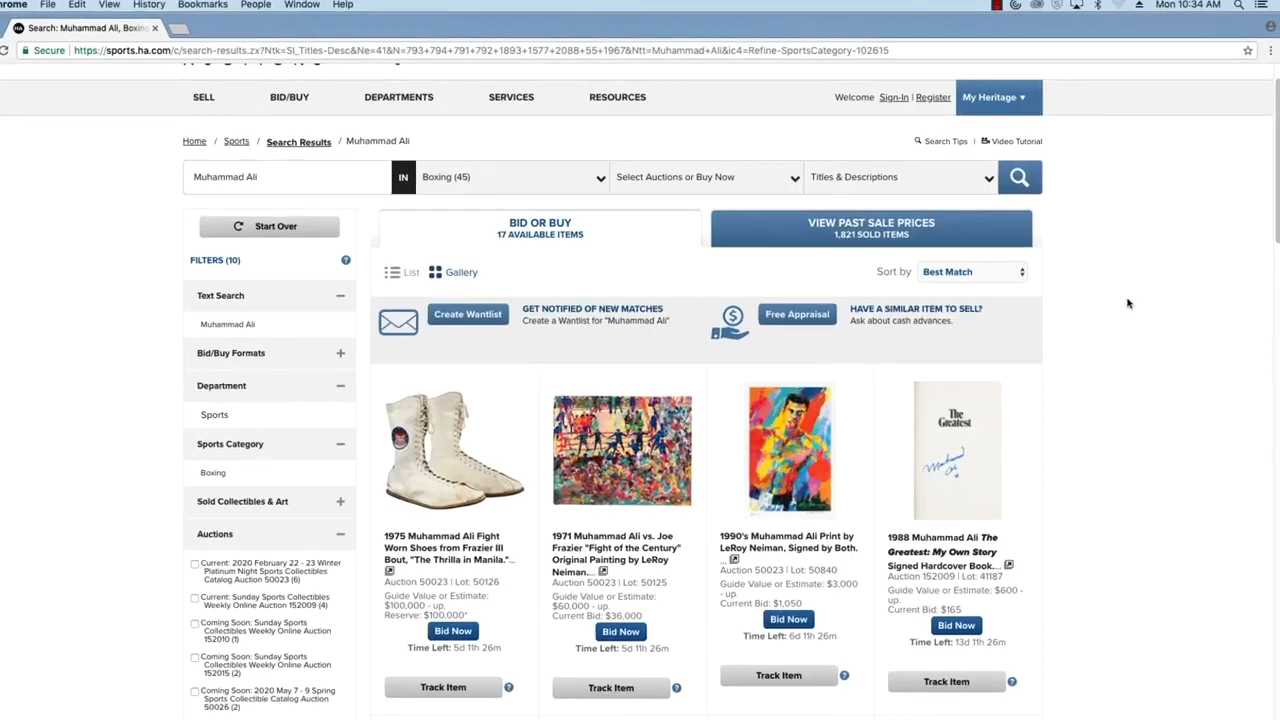 hrome File Edit View History Bookmarks People Window Help Mon 10:34 AM
Search: Muhammad Ali, Boxin
Secure https://sports.ha.com/c/search-results.zx?Ntk=SI_Titles-Desc&Ne=41&N=793+794+791+792+1893+1577+2088+55+1967&Ntt=Muhammad+Ali&ic4=Refine-SportsCategory-102615
SELL BID/BUY DEPARTMENTS SERVICES RESOURCES Welcome Sign-In | Register My Heritage
Home / Sports / Search Results / Muhammad Ali Search Tips | Video Tutorial
Muhammad Ali IN Boxing (45) Select Auctions or Buy Now Titles & Descriptions
Start Over
FILTERS (10)
Text Search
Muhammad Ali
Bid/Buy Formats
Department
Sports
Sports Category
Boxing
Sold Collectibles & Art
Auctions
Current: 2020 February 22 - 23 Winter
Platinum Night Sports Collectibles
Catalog Auction 50023 (6)
Current: Sunday Sports Collectibles
Weekly Online Auction 152009 (4)
Coming Soon: Sunday Sports
Collectibles Weekly Online Auction
152010 (1)
Coming Soon: Sunday Sports
Collectibles Weekly Online Auction
152015 (2)
Coming Soon: 2020 May 7 - 9 Spring
Sports Collectible Catalog Auction
50026 (2)
BID OR BUY
17 AVAILABLE ITEMS
VIEW PAST SALE PRICES
1,821 SOLD ITEMS
List Gallery
Sort by Best Match
Create Wantlist
GET NOTIFIED OF NEW MATCHES
Create a Wantlist for "Muhammad Ali"
Free Appraisal
HAVE A SIMILAR ITEM TO SELL?
Ask about cash advances.
1975 Muhammad Ali Fight
Worn Shoes from Frazier III
Bout, "The Thrilla in Manila."...
Auction 50023 | Lot: 50126
Guide Value or Estimate:
$100,000 - up.
Reserve: $100,000*
Bid Now
Time Left: 5d 11h 26m
Track Item
1971 Muhammad Ali vs. Joe
Frazier "Fight of the Century"
Original Painting by LeRoy
Neiman....
Auction 50023 | Lot: 50125
Guide Value or Estimate:
$60,000 - up.
Current Bid: $36,000
Bid Now
Time Left: 5d 11h 26m
Track Item
1990's Muhammad Ali Print by
LeRoy Neiman, Signed by Both.
...
Auction 50023 | Lot: 50840
Guide Value or Estimate: $3,000
- up.
Current Bid: $1,050
Bid Now
Time Left: 6d 11h 26m
Track Item
The
Greatest
Muhammad
Ali
1988 Muhammad Ali The
Greatest: My Own Story
Signed Hardcover Book....
Auction 152009 | Lot: 41187
Guide Value or Estimate: $600 -
up.
Current Bid: $165
Bid Now
Time Left: 13d 11h 26m
Track Item